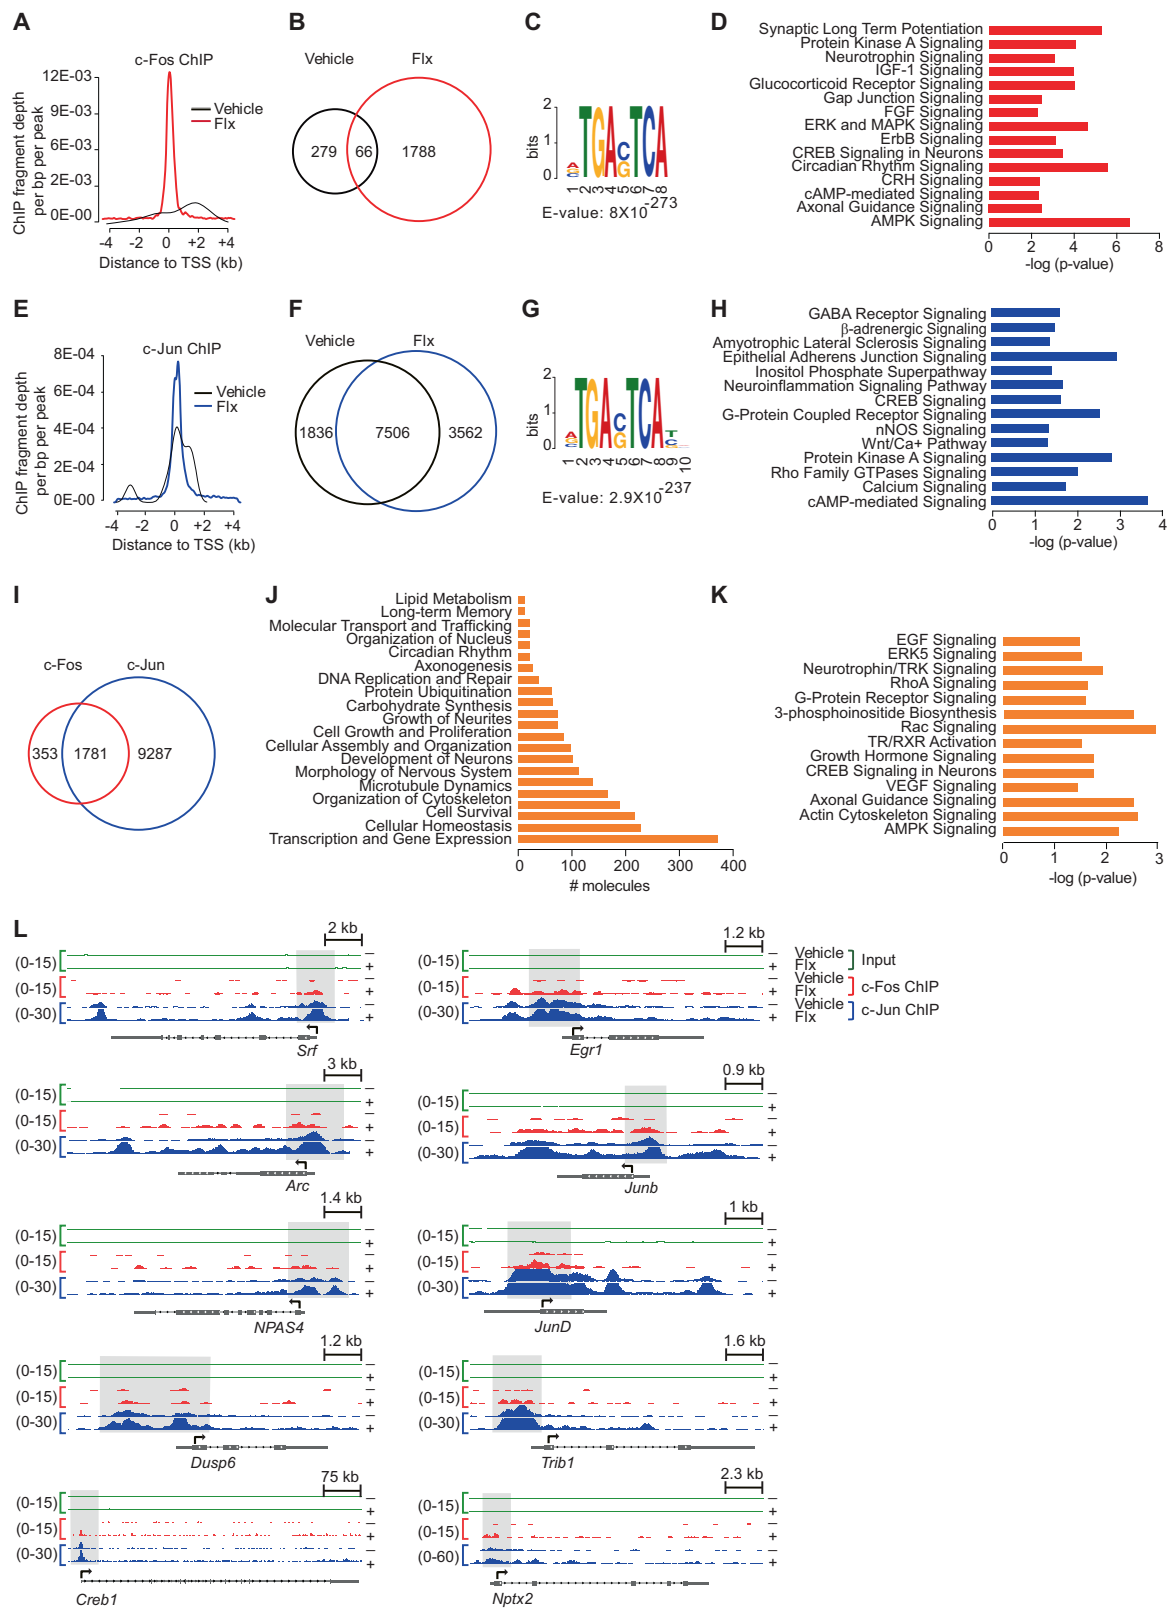 A
c-Fos ChIP
12E-03
9E-03
6E-03
2E-03
0E-00
ChIP fragment depth
per bp per peak
Vehicle
Flx
-4 -2 0 +2 +4
Distance to TSS (kb)
B
Vehicle Flx
279 66 1788
C
bits
2
1
0
A C G T G A C G T C A
1 2 3 4 5 6 7 8
E-value: 8X10-273
D
Synaptic Long Term Potentiation
Protein Kinase A Signaling
Neurotrophin Signaling
IGF-1 Signaling
Glucocorticoid Receptor Signaling
Gap Junction Signaling
FGF Signaling
ERK and MAPK Signaling
ErbB Signaling
CREB Signaling in Neurons
Circadian Rhythm Signaling
CRH Signaling
cAMP-mediated Signaling
Axonal Guidance Signaling
AMPK Signaling
0 2 4 6 8
-log (p-value)
E
c-Jun ChIP
8E-04
6E-04
4E-04
2E-04
0E-00
ChIP fragment depth
per bp per peak
Vehicle
Flx
-4 -2 0 +2 +4
Distance to TSS (kb)
F
Vehicle Flx
1836 7506 3562
G
bits
2
1
0
A C G T G A C G T C A T C
1 2 3 4 5 6 7 8 9 10
E-value: 2.9X10-237
H
GABA Receptor Signaling
β-adrenergic Signaling
Amyotrophic Lateral Sclerosis Signaling
Epithelial Adherens Junction Signaling
Inositol Phosphate Superpathway
Neuroinflammation Signaling Pathway
CREB Signaling
G-Protein Coupled Receptor Signaling
nNOS Signaling
Wnt/Ca+ Pathway
Protein Kinase A Signaling
Rho Family GTPases Signaling
Calcium Signaling
cAMP-mediated Signaling
0 1 2 3 4
-log (p-value)
I
c-Fos c-Jun
353 1781 9287
J
Lipid Metabolism
Long-term Memory
Molecular Transport and Trafficking
Organization of Nucleus
Circadian Rhythm
Axonogenesis
DNA Replication and Repair
Protein Ubiquitination
Carbohydrate Synthesis
Growth of Neurites
Cell Growth and Proliferation
Cellular Assembly and Organization
Development of Neurons
Morphology of Nervous System
Microtubule Dynamics
Organization of Cytoskeleton
Cell Survival
Cellular Homeostasis
Transcription and Gene Expression
0 100 200 300 400
# molecules
K
EGF Signaling
ERK5 Signaling
Neurotrophin/TRK Signaling
RhoA Signaling
G-Protein Receptor Signaling
3-phosphoinositide Biosynthesis
Rac Signaling
TR/RXR Activation
Growth Hormone Signaling
CREB Signaling in Neurons
VEGF Signaling
Axonal Guidance Signaling
Actin Cytoskeleton Signaling
AMPK Signaling
0 1 2 3
-log (p-value)
L
2 kb
(0-15) − +
(0-15) − +
(0-30) − +
Srf
1.2 kb
(0-15) − +
(0-15) − +
(0-30) − +
Egr1
Vehicle
Flx Input
Vehicle
Flx c-Fos ChIP
Vehicle
Flx c-Jun ChIP
3 kb
(0-15) − +
(0-15) − +
(0-30) − +
Arc
0.9 kb
(0-15) − +
(0-15) − +
(0-30) − +
Junb
1.4 kb
(0-15) − +
(0-15) − +
(0-30) − +
NPAS4
1 kb
(0-15) − +
(0-15) − +
(0-30) − +
JunD
1.2 kb
(0-15) − +
(0-15) − +
(0-30) − +
Dusp6
1.6 kb
(0-15) − +
(0-15) − +
(0-30) − +
Trib1
75 kb
(0-15) − +
(0-15) − +
(0-30) − +
Creb1
2.3 kb
(0-15) − +
(0-15) − +
(0-60) − +
Nptx2